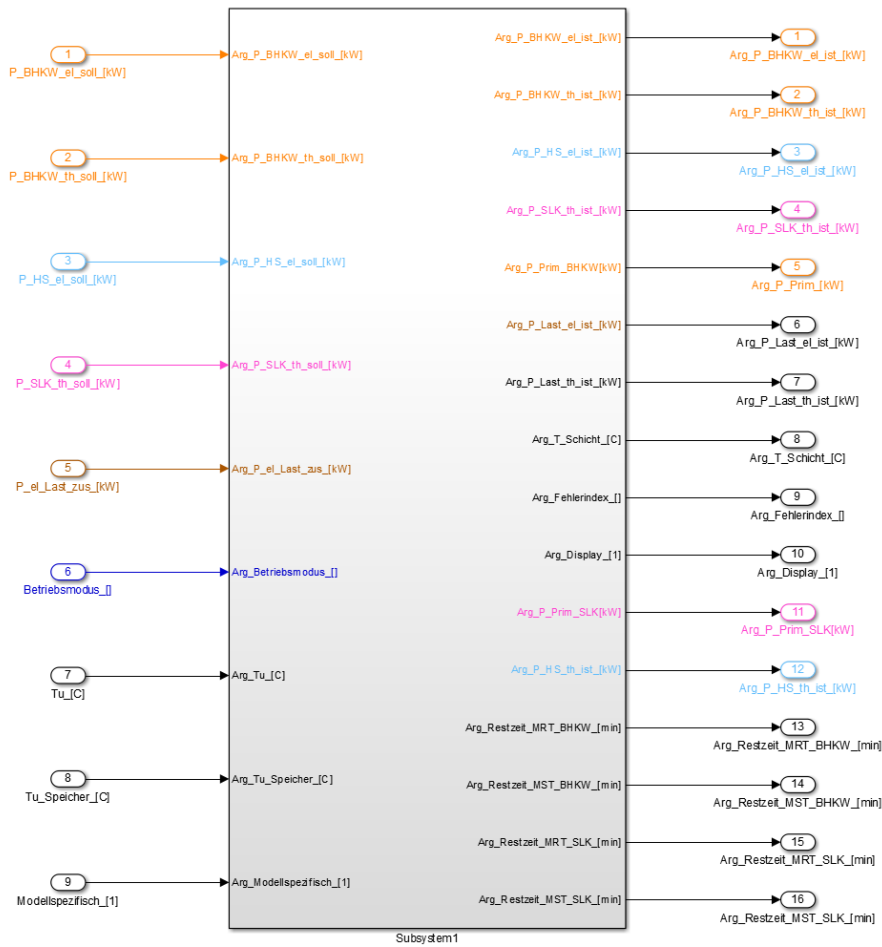 1
P_BHKW_el_soll_[kW]
2
P_BHKW_th_soll_[kW]
3
P_HS_el_soll_[kW]
4
P_SLK_th_soll_[kW]
5
P_el_Last_zus_[kW]
6
Betriebsmodus_[]
7
Tu_[C]
8
Tu_Speicher_[C]
9
Modellspezifisch_[1]
Arg_P_BHKW_el_soll_[kW]
Arg_P_BHKW_th_soll_[kW]
Arg_P_HS_el_soll_[kW]
Arg_P_SLK_th_soll_[kW]
Arg_P_el_Last_zus_[kW]
Arg_Betriebsmodus_[]
Arg_Tu_[C]
Arg_Tu_Speicher_[C]
Arg_Modellspezifisch_[1]
Arg_P_BHKW_el_ist_[kW]
Arg_P_BHKW_th_ist_[kW]
Arg_P_HS_el_ist_[kW]
Arg_P_SLK_th_ist_[kW]
Arg_P_Prim_BHKW[kW]
Arg_P_Last_el_ist_[kW]
Arg_P_Last_th_ist_[kW]
Arg_T_Schicht_[C]
Arg_Fehlerindex_[]
Arg_Display_[1]
Arg_P_Prim_SLK[kW]
Arg_P_HS_th_ist_[kW]
Arg_Restzeit_MRT_BHKW_[min]
Arg_Restzeit_MST_BHKW_[min]
Arg_Restzeit_MRT_SLK_[min]
Arg_Restzeit_MST_SLK_[min]
1
Arg_P_BHKW_el_ist_[kW]
2
Arg_P_BHKW_th_ist_[kW]
3
Arg_P_HS_el_ist_[kW]
4
Arg_P_SLK_th_ist_[kW]
5
Arg_P_Prim_[kW]
6
Arg_P_Last_el_ist_[kW]
7
Arg_P_Last_th_ist_[kW]
8
Arg_T_Schicht_[C]
9
Arg_Fehlerindex_[]
10
Arg_Display_[1]
11
Arg_P_Prim_SLK[kW]
12
Arg_P_HS_th_ist_[kW]
13
Arg_Restzeit_MRT_BHKW_[min]
14
Arg_Restzeit_MST_BHKW_[min]
15
Arg_Restzeit_MRT_SLK_[min]
16
Arg_Restzeit_MST_SLK_[min]
Subsystem1